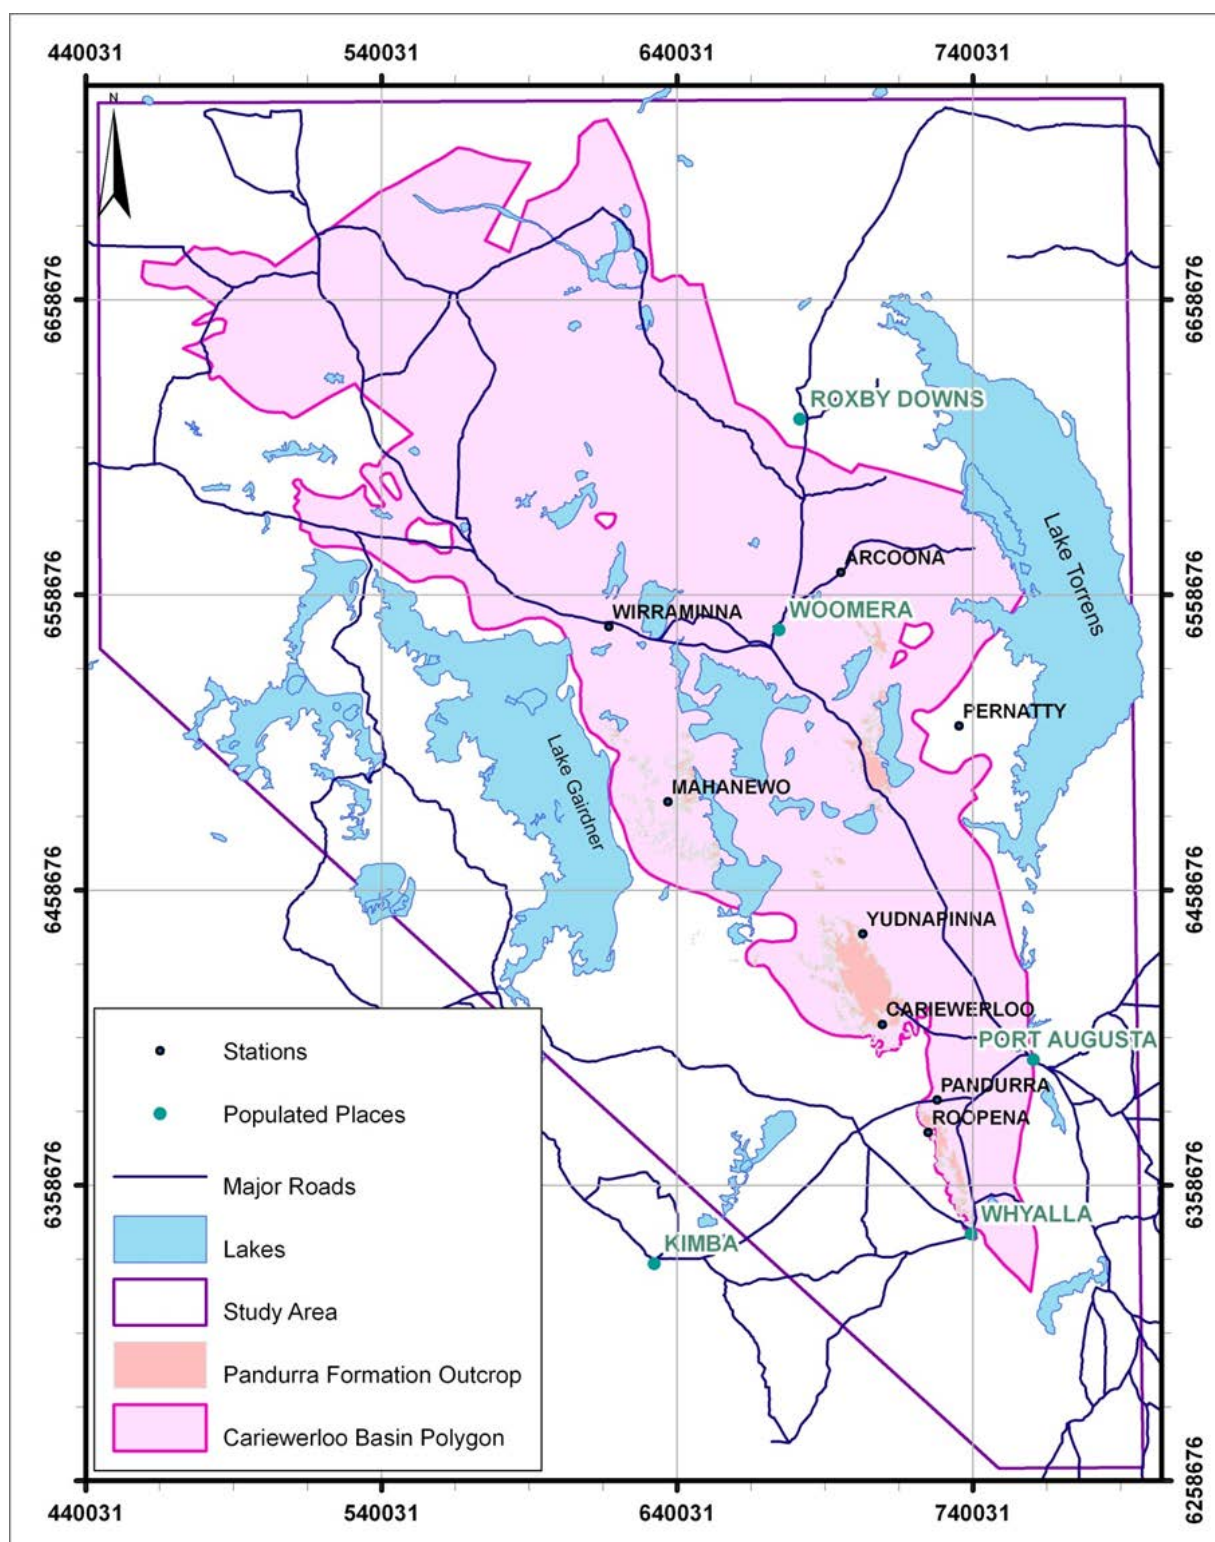 440031 540031 640031 740031
N
6658676 6658676
ROXBY DOWNS
Lake Torrens
ARCOONA
6558676 6558676
WIRRAMINNA WOOMERA
PERNATTY
Lake Gairdner
MAHANEWO
6458676 6458676
YUDNAPINNA
CARIEWERLOO
PORT AUGUSTA
Stations
PANDURRA
Populated Places
ROOPENA
6358676 6358676
Major Roads
WHYALLA
KIMBA
Lakes
Study Area
Pandurra Formation Outcrop
Cariewerloo Basin Polygon
6258676 6258676
440031 540031 640031 740031